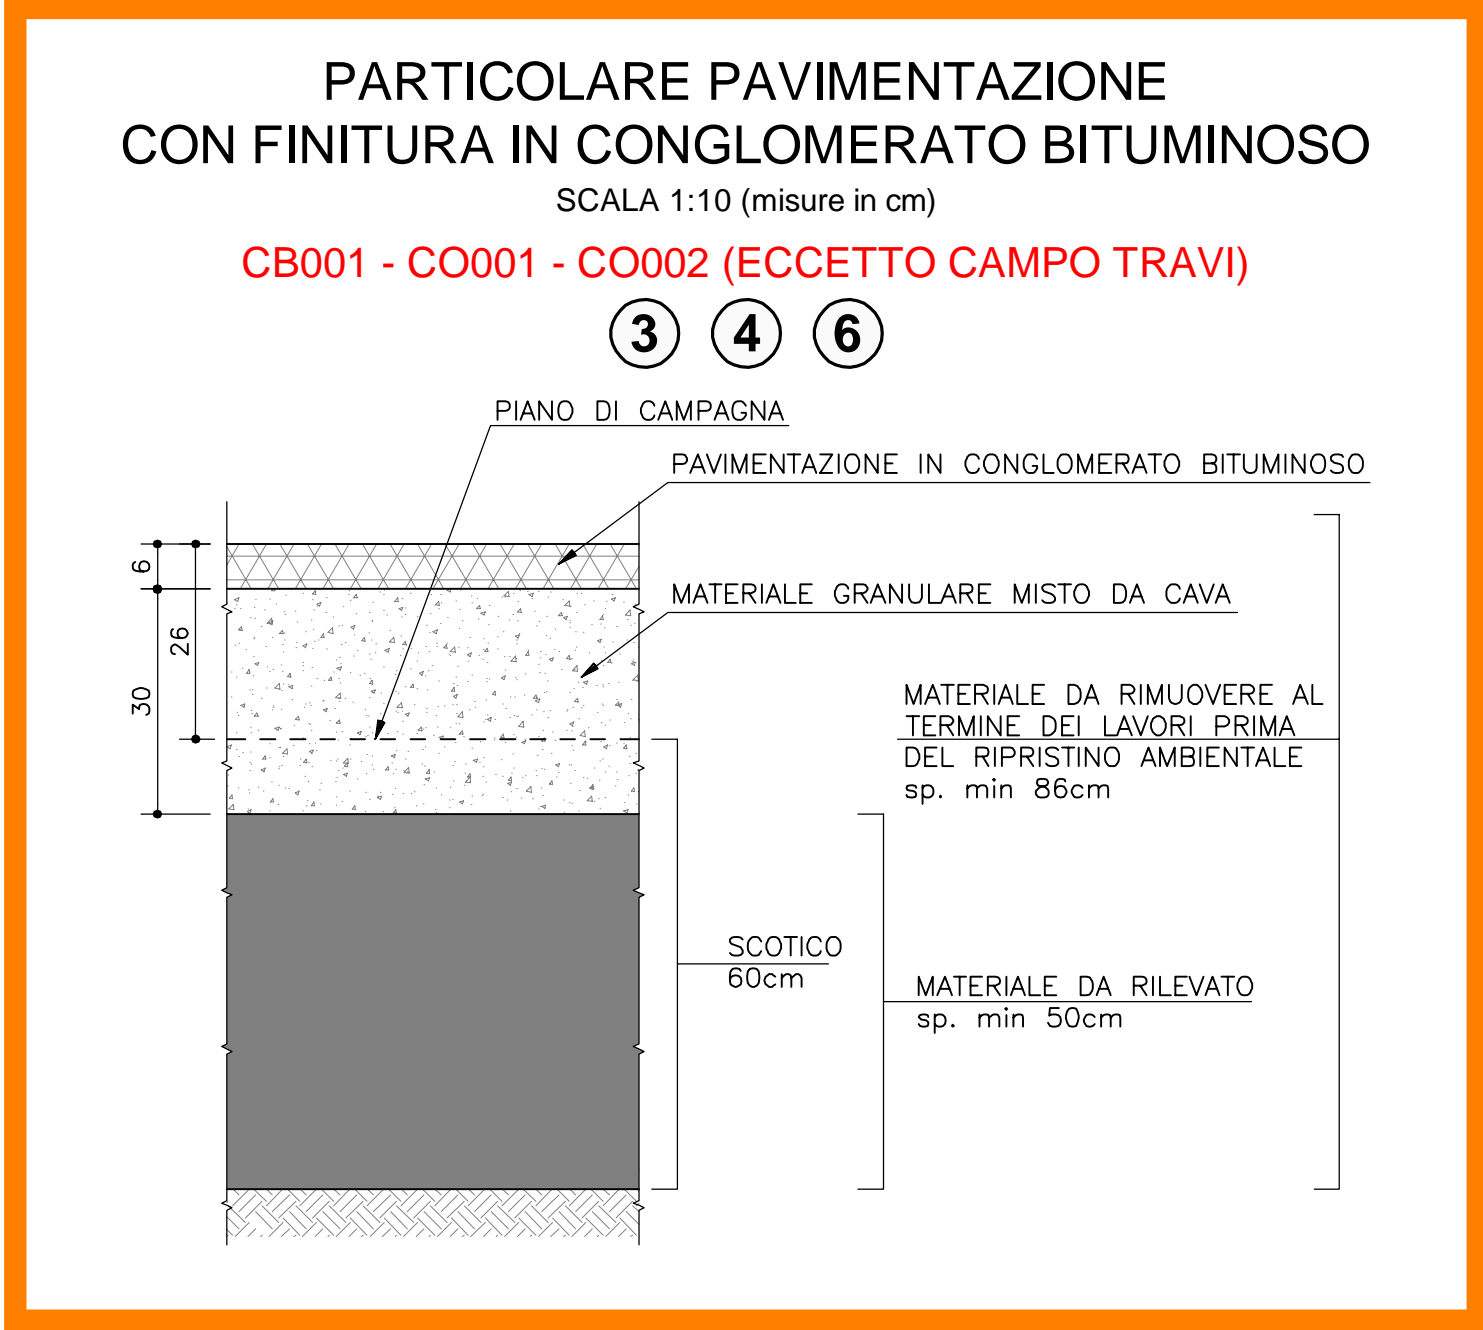 PARTICOLARE PAVIMENTAZIONE
CON FINITURA IN CONGLOMERATO BITUMINOSO
SCALA 1:10 (misure in cm)
CB001 - CO001 - CO002 (ECCETTO CAMPO TRAVI)
3 4 6
PIANO DI CAMPAGNA
PAVIMENTAZIONE IN CONGLOMERATO BITUMINOSO
6
MATERIALE GRANULARE MISTO DA CAVA
26
30
MATERIALE DA RIMUOVERE AL
TERMINE DEI LAVORI PRIMA
DEL RIPRISTINO AMBIENTALE
sp. min 86cm
SCOTICO
60cm
MATERIALE DA RILEVATO
sp. min 50cm